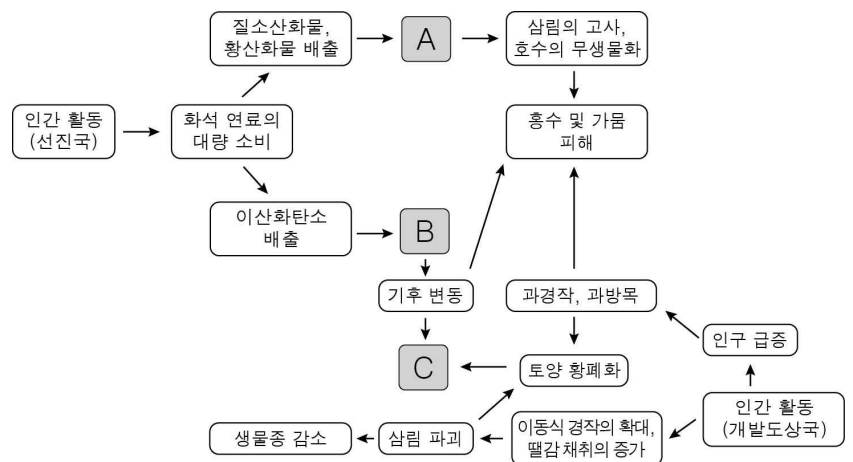 질소산화물,
황산화물 배출
A
삼림의 고사,
호수의 무생물화
인간 활동
(선진국)
화석 연료의
대량 소비
홍수 및 가뭄
피해
이산화탄소
배출
B
기후 변동
과경작, 과방목
인구 급증
C
토양 황폐화
인간 활동
(개발도상국)
이동식 경작의 확대,
땔감 채취의 증가
삼림 파괴
생물종 감소